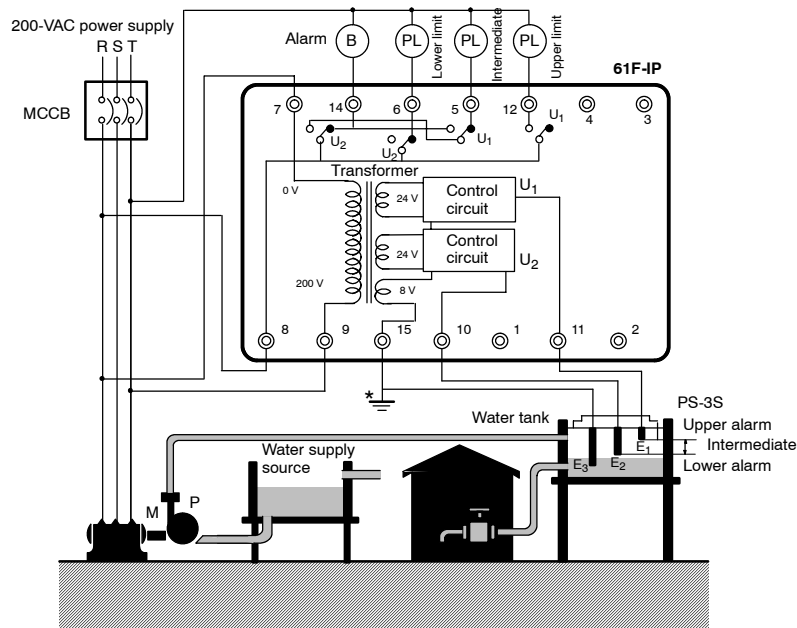 200-VAC power supply
R S T
MCCB
Alarm
B
PL
Lower limit
PL
Intermediate
PL
Upper limit
61F-IP
7
14
6
5
12
4
3
U2
U2
U1
U1
Transformer
0 V
200 V
24 V
24 V
8 V
Control
circuit
U1
Control
circuit
U2
8
9
15
10
1
11
2
*
PS-3S
Water tank
Upper alarm
Intermediate
Lower alarm
E1
E2
E3
Water supply
source
M
P